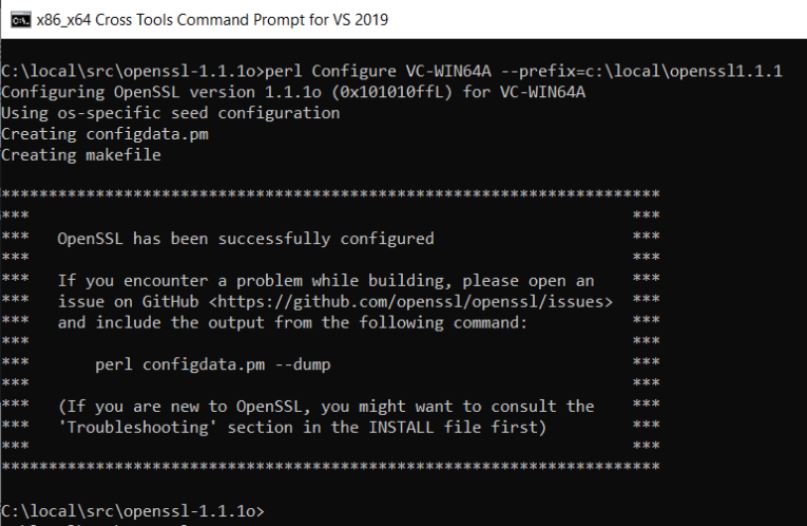 x86_x64 Cross Tools Command Prompt for VS 2019
C:\local\src\openssl-1.1.1o>perl Configure VC-WIN64A --prefix=c:\local\openssl1.1.1
Configuring OpenSSL version 1.1.1o (0x101010ffL) for VC-WIN64A
Using os-specific seed configuration
Creating configdata.pm
Creating makefile
**********************************************************************
***                                                                ***
***   OpenSSL has been successfully configured                     ***
***                                                                ***
***   If you encounter a problem while building, please open an    ***
***   issue on GitHub <https://github.com/openssl/openssl/issues>  ***
***   and include the output from the following command:           ***
***                                                                ***
***       perl configdata.pm --dump                                ***
***                                                                ***
***   (If you are new to OpenSSL, you might want to consult the    ***
***   'Troubleshooting' section in the INSTALL file first)         ***
***                                                                ***
**********************************************************************
C:\local\src\openssl-1.1.1o>